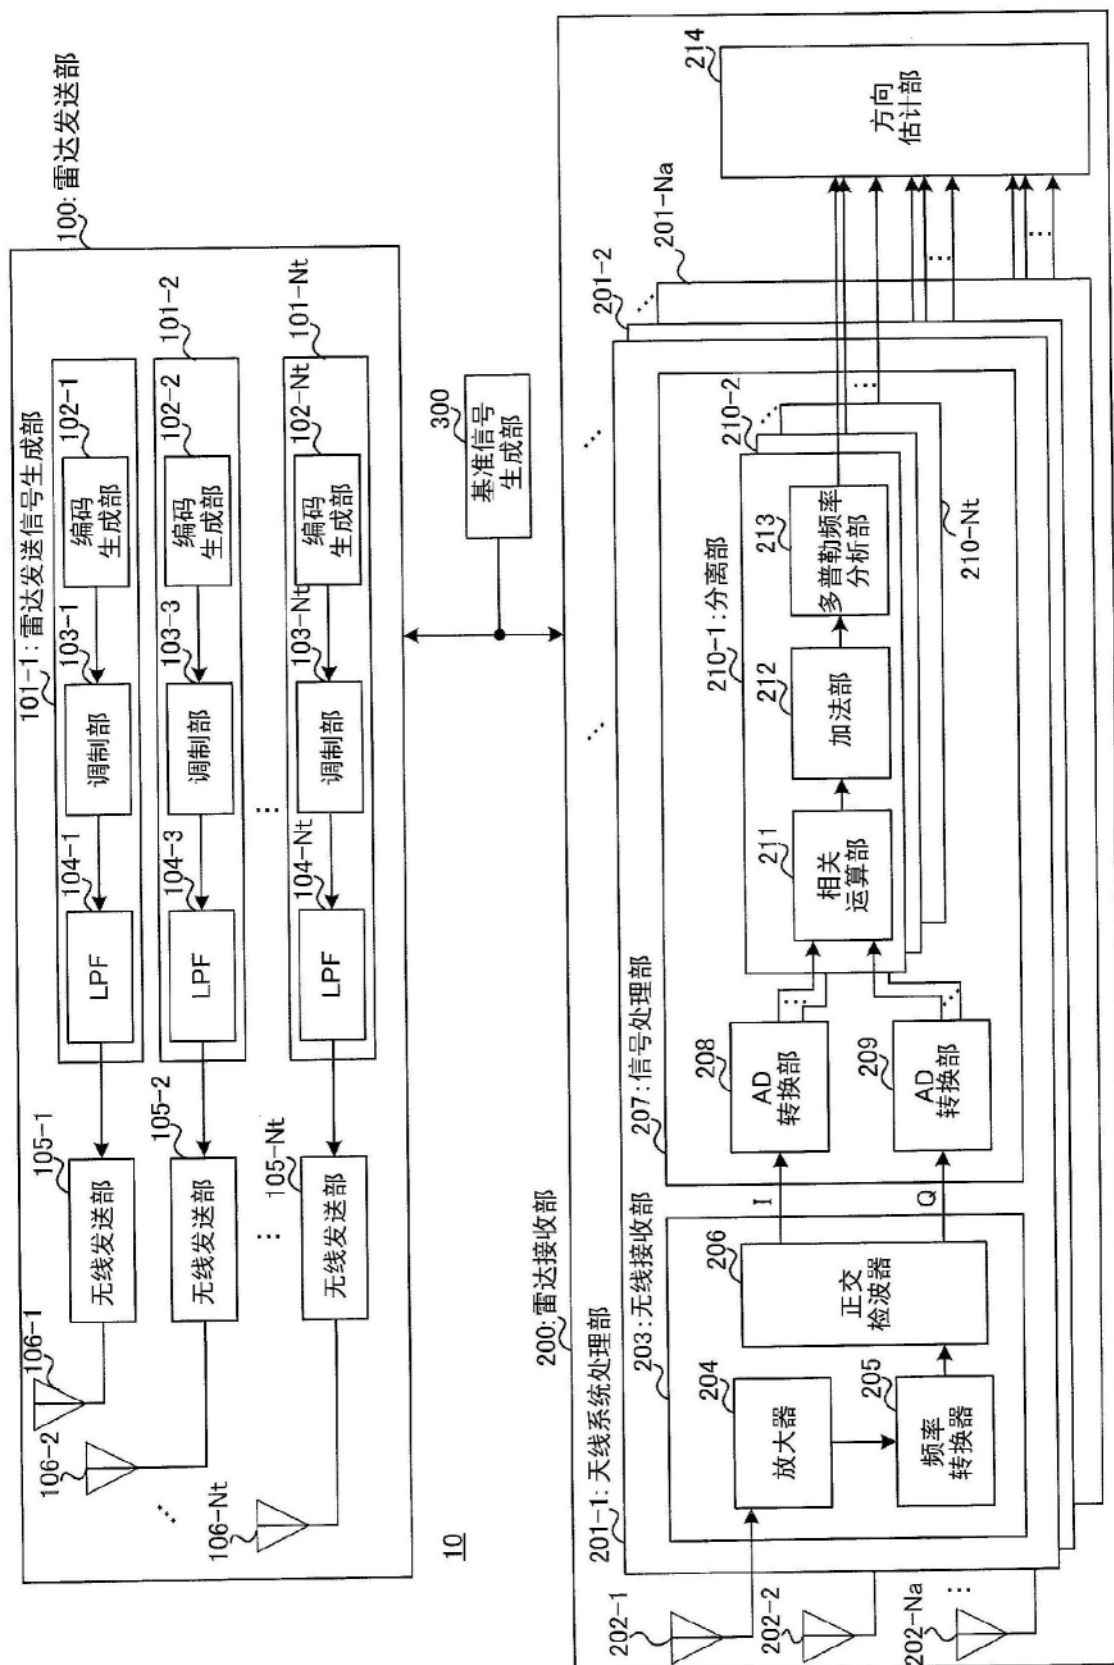 100:雷达发送部
101-1:雷达发送信号生成部
102-1
编码
生成部
103-1
调制部
104-1
LPF
105-1
无线发送部
106-1
101-2
102-2
编码
生成部
103-3
调制部
104-3
LPF
105-2
无线发送部
106-2
⋮
101-Nt
102-Nt
编码
生成部
103-Nt
调制部
104-Nt
LPF
105-Nt
无线发送部
106-Nt
10
300
基准信号
生成部
200:雷达接收部
201-1:天线系统处理部
201-2
201-Na
202-1
202-2
202-Na
203:无线接收部
204
放大器
205
频率
转换器
206
正交
检波器
I
Q
207:信号处理部
208
AD
转换部
209
AD
转换部
210-1:分离部
210-2
210-Nt
211
相关
运算部
212
加法部
213
多普勒频率
分析部
214
方向
估计部